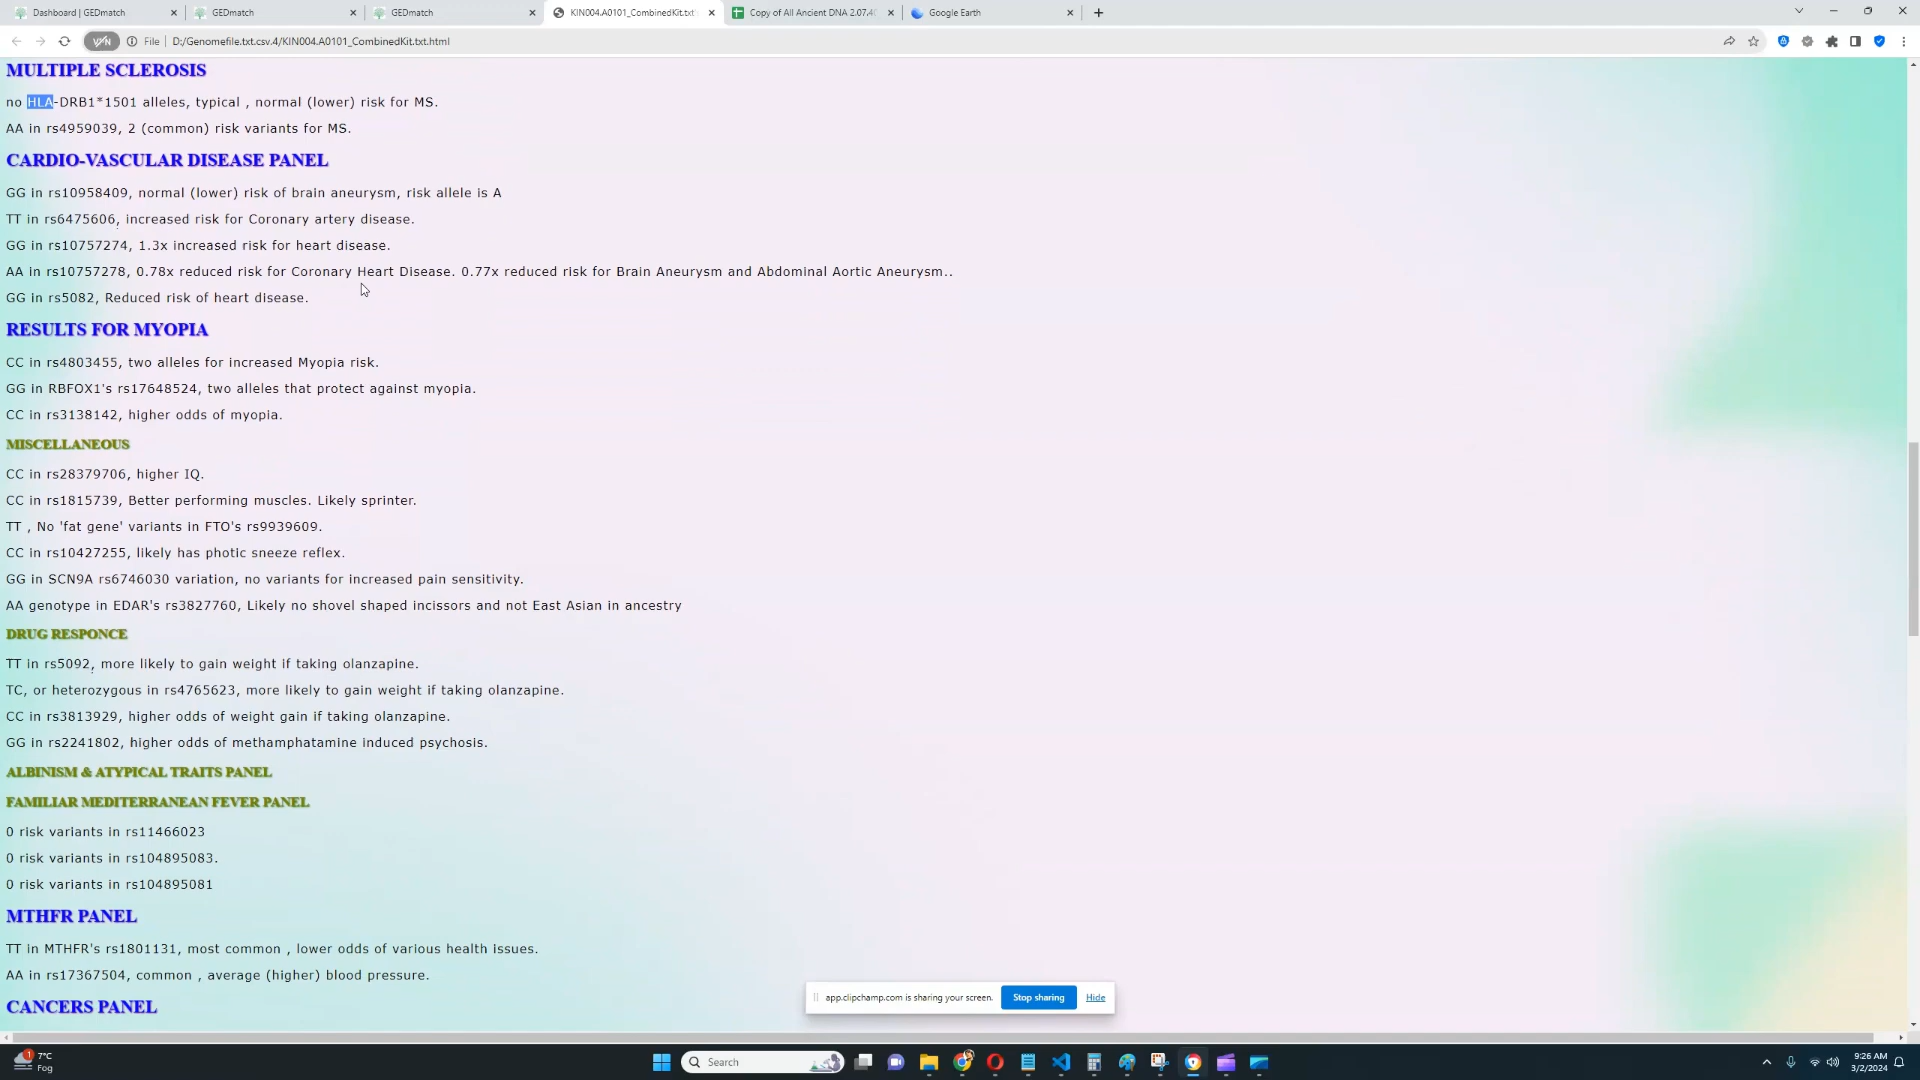 Dashboard | GEDmatch
GEDmatch
GEDmatch
KIN004.A0101_CombinedKit.txt
Copy of All Ancient DNA 2.07.4
Google Earth
VPN
File D:/Genomefile.txt.csv.4/KIN004.A0101_CombinedKit.txt.html
MULTIPLE SCLEROSIS
no HLA-DRB1*1501 alleles, typical , normal (lower) risk for MS.
AA in rs4959039, 2 (common) risk variants for MS.
CARDIO-VASCULAR DISEASE PANEL
GG in rs10958409, normal (lower) risk of brain aneurysm, risk allele is A
TT in rs6475606, increased risk for Coronary artery disease.
GG in rs10757274, 1.3x increased risk for heart disease.
AA in rs10757278, 0.78x reduced risk for Coronary Heart Disease. 0.77x reduced risk for Brain Aneurysm and Abdominal Aortic Aneurysm..
GG in rs5082, Reduced risk of heart disease.
RESULTS FOR MYOPIA
CC in rs4803455, two alleles for increased Myopia risk.
GG in RBFOX1's rs17648524, two alleles that protect against myopia.
CC in rs3138142, higher odds of myopia.
MISCELLANEOUS
CC in rs28379706, higher IQ.
CC in rs1815739, Better performing muscles. Likely sprinter.
TT , No 'fat gene' variants in FTO's rs9939609.
CC in rs10427255, likely has photic sneeze reflex.
GG in SCN9A rs6746030 variation, no variants for increased pain sensitivity.
AA genotype in EDAR's rs3827760, Likely no shovel shaped incissors and not East Asian in ancestry
DRUG RESPONCE
TT in rs5092, more likely to gain weight if taking olanzapine.
TC, or heterozygous in rs4765623, more likely to gain weight if taking olanzapine.
CC in rs3813929, higher odds of weight gain if taking olanzapine.
GG in rs2241802, higher odds of methamphatamine induced psychosis.
ALBINISM & ATYPICAL TRAITS PANEL
FAMILIAR MEDITERRANEAN FEVER PANEL
0 risk variants in rs11466023
0 risk variants in rs104895083.
0 risk variants in rs104895081
MTHFR PANEL
TT in MTHFR's rs1801131, most common , lower odds of various health issues.
AA in rs17367504, common , average (higher) blood pressure.
CANCERS PANEL
app.clipchamp.com is sharing your screen. Stop sharing Hide
1
7°C
Fog
Search
9:26 AM
3/2/2024